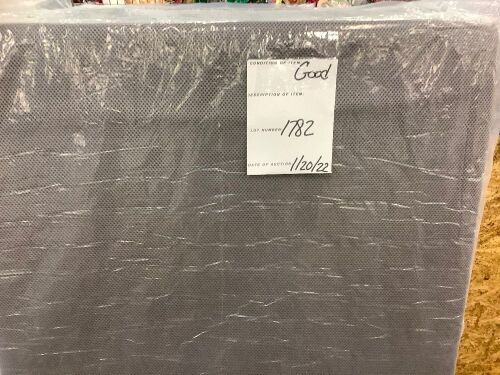 CONDITION OF ITEM: Good
DESCRIPTION OF ITEM:
LOT NUMBER: 1782
DATE OF AUCTION: 1/20/22